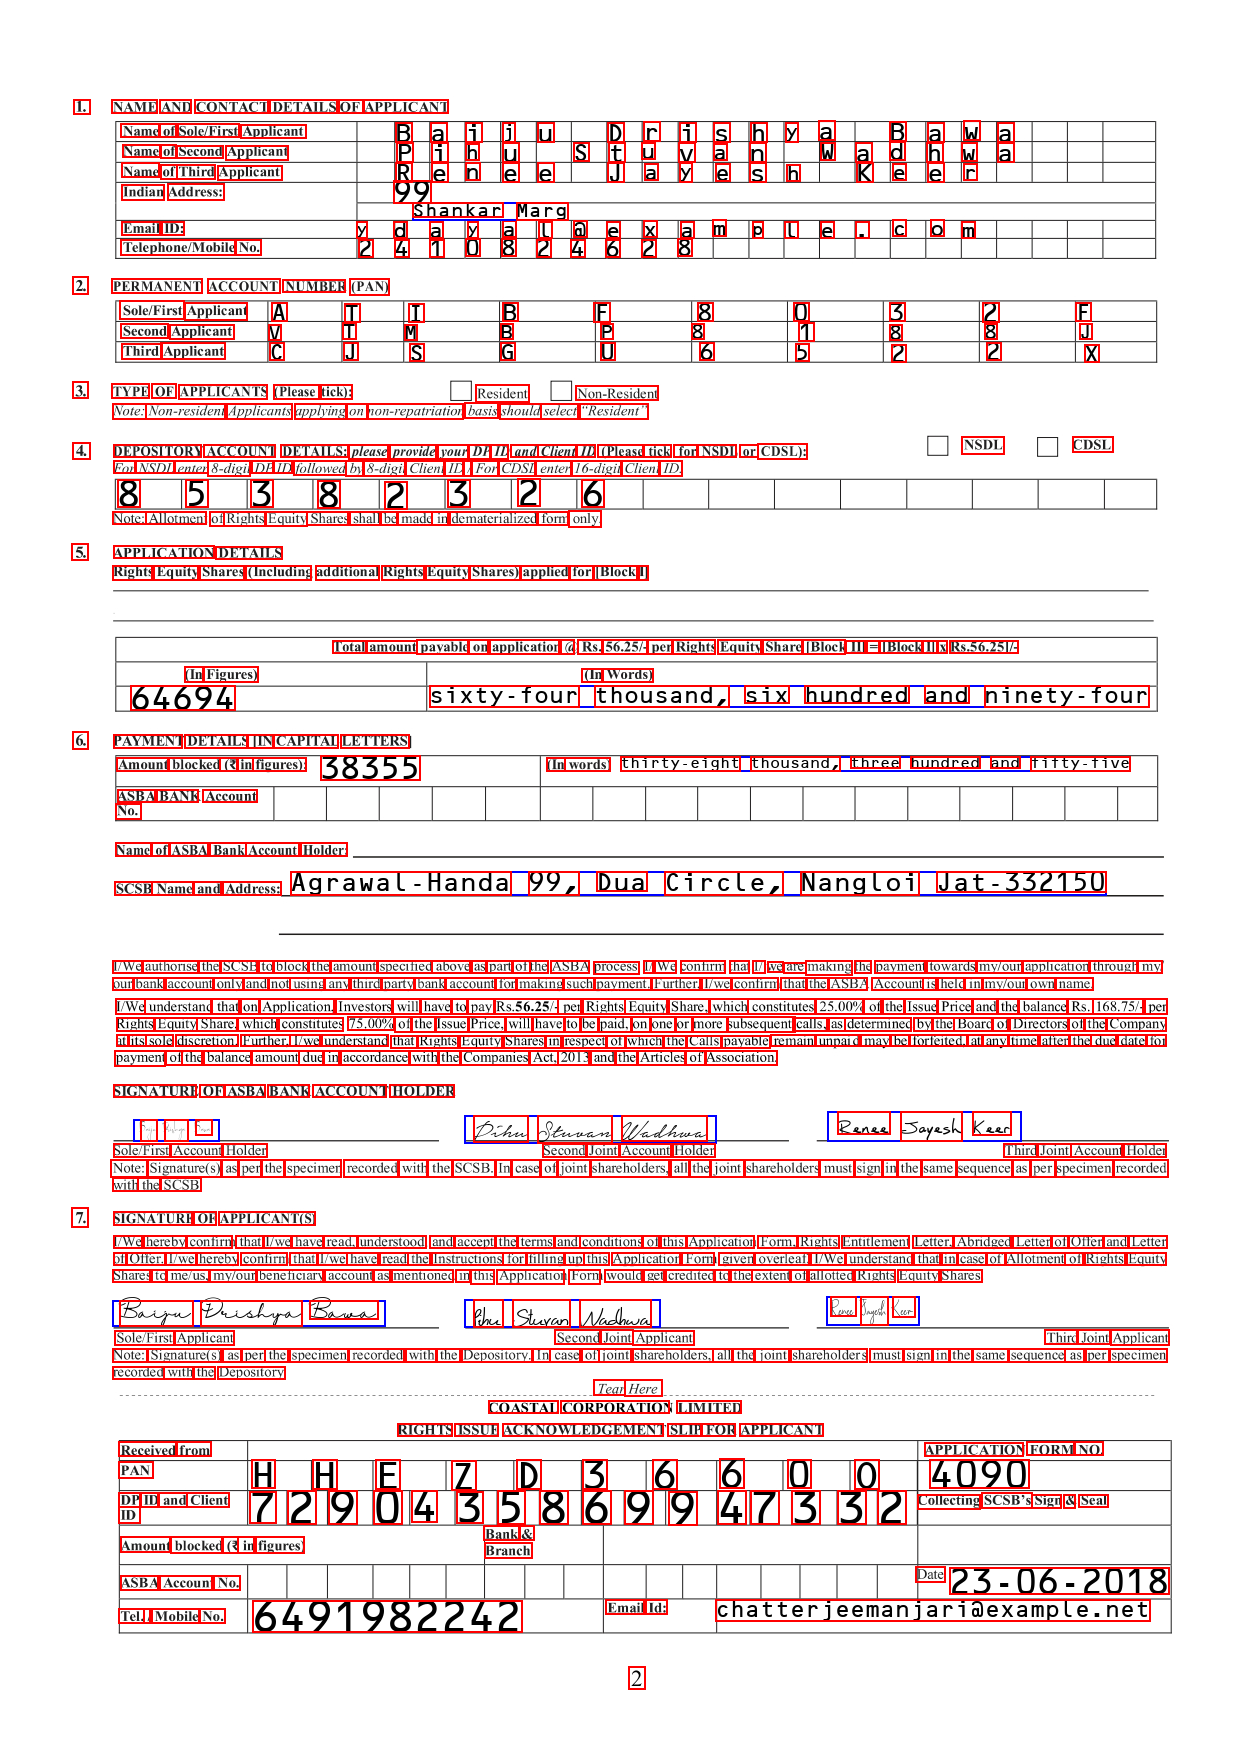 1. NAME AND CONTACT DETAILS OF APPLICANT
Name of Sole/First Applicant Baiju Drishya Bawa
Name of Second Applicant Pihu Stuvan Wadhwa
Name of Third Applicant Renee Jayesh Keer
Indian Address: 99
Shankar Marg
Email ID: ydayal@example.com
Telephone/Mobile No. 2410824628
2. PERMANENT ACCOUNT NUMBER (PAN)
Sole/First Applicant A T I B F 8 0 3 2 F
Second Applicant V T M B P 8 1 8 8 J
Third Applicant C J S G U 6 5 2 2 X
3. TYPE OF APPLICANTS (Please tick): Resident Non-Resident
Note: Non-resident Applicants applying on non-repatriation basis should select "Resident"
4. DEPOSITORY ACCOUNT DETAILS: please provide your DP ID and Client ID (Please tick for NSDL or CDSL): NSDL CDSL
For NSDL enter 8-digit DP ID followed by 8-digit Client ID / For CDSL enter 16-digit Client ID.
8 5 3 8 2 3 2 6
Note: Allotment of Rights Equity Shares shall be made in dematerialized form only.
5. APPLICATION DETAILS
Rights Equity Shares (Including additional Rights Equity Shares) applied for [Block I]
Total amount payable on application @ Rs. 56.25/- per Rights Equity Share [Block II] = [Block I] x Rs.56.25]/-
(In Figures) (In Words)
64694 sixty-four thousand, six hundred and ninety-four
6. PAYMENT DETAILS [IN CAPITAL LETTERS]
Amount blocked (₹ in figures): 38355 (In words) thirty-eight thousand, three hundred and fifty-five
ASBA BANK Account
No.
Name of ASBA Bank Account Holder:
SCSB Name and Address: Agrawal-Handa 99, Dua Circle, Nangloi Jat-332150
I/We authorise the SCSB to block the amount specified above as part of the ASBA process. I/We confirm that I/ we are making the payment towards my/our application through my/
our bank account only and not using any third party bank account for making such payment. Further, I/we confirm that the ASBA Account is held in my/our own name.
I/We understand that on Application, Investors will have to pay Rs.56.25/- per Rights Equity Share, which constitutes 25.00% of the Issue Price and the balance Rs. 168.75/- per
Rights Equity Share, which constitutes 75.00% of the Issue Price, will have to be paid, on one or more subsequent calls, as determined by the Board of Directors of the Company
at its sole discretion. Further, I/we understand that Rights Equity Shares in respect of which the Calls payable remain unpaid may be forfeited, at any time after the due date for
payment of the balance amount due in accordance with the Companies Act, 2013 and the Articles of Association.
SIGNATURE OF ASBA BANK ACCOUNT HOLDER
Pihu Stuvan Wadhwa Renee Jayesh Keer
Sole/First Account Holder Second Joint Account Holder Third Joint Account Holder
Note: Signature(s) as per the specimen recorded with the SCSB. In case of joint shareholders, all the joint shareholders must sign in the same sequence as per specimen recorded
with the SCSB
7. SIGNATURE OF APPLICANT(S)
I/We hereby confirm that I/we have read, understood and accept the terms and conditions of this Application Form, Rights Entitlement Letter, Abridged Letter of Offer and Letter
of Offer. I/we hereby confirm that I/we have read the Instructions for filling up this Application Form given overleaf. I/We understand that in case of Allotment of Rights Equity
Shares to me/us, my/our beneficiary account as mentioned in this Application Form would get credited to the extent of allotted Rights Equity Shares
Baiju Drishya Bawa Pihu Stuvan Wadhwa Renee Jayesh Keer
Sole/First Applicant Second Joint Applicant Third Joint Applicant
Note: Signature(s) as per the specimen recorded with the Depository. In case of joint shareholders, all the joint shareholders must sign in the same sequence as per specimen
recorded with the Depository
Tear Here
COASTAL CORPORATION LIMITED
RIGHTS ISSUE ACKNOWLEDGEMENT SLIP FOR APPLICANT
Received from APPLICATION FORM NO.
PAN H H E Z D 3 6 6 0 0 4090
DP ID and Client
ID 7 2 9 0 4 3 5 8 6 9 9 4 7 3 3 2 Collecting SCSB's Sign & Seal
Amount blocked (₹ in figures) Bank &
Branch
ASBA Account No. Date 23-06-2018
Tel./ Mobile No. 6491982242 Email Id: chatterjeemanjari@example.net
2